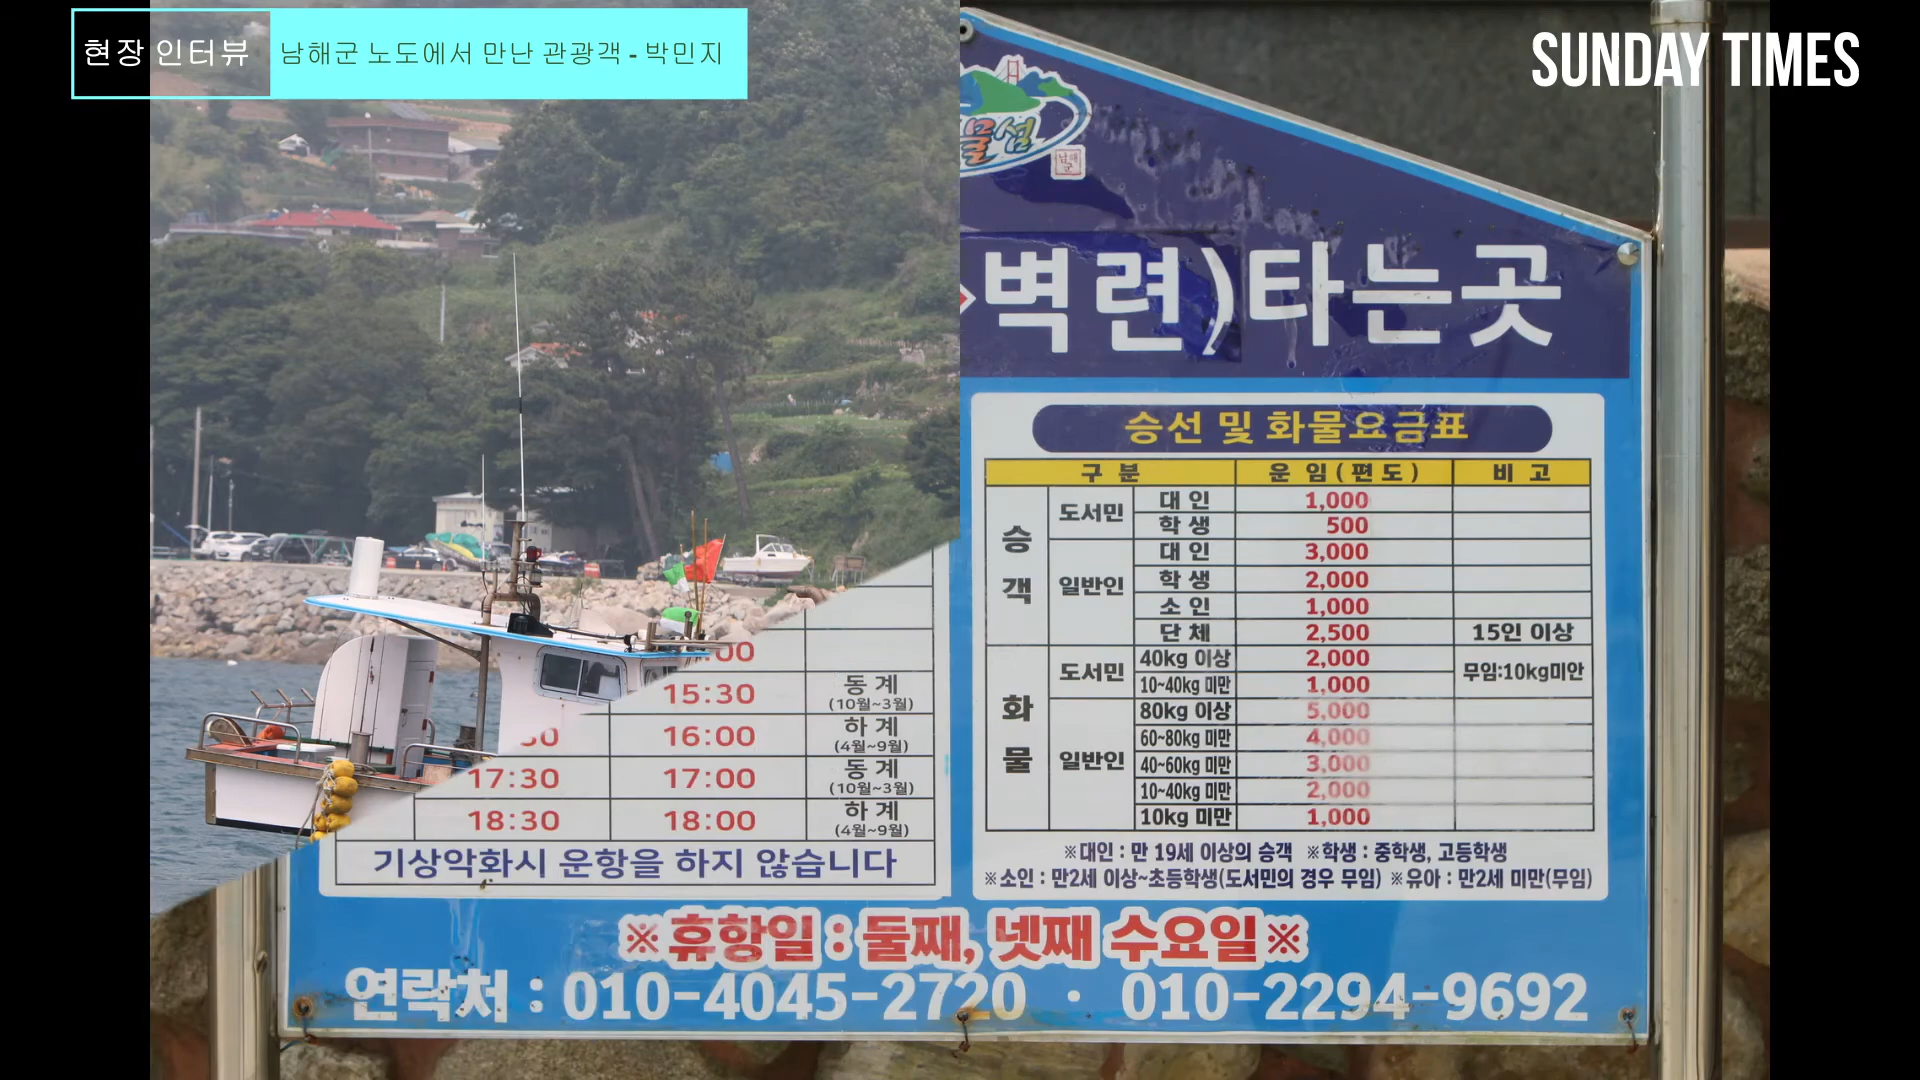 현장 인터뷰
남해군 노도에서 만난 관광객 - 박민지
SUNDAY TIMES
물섬
남해군
벽련)타는곳
승선 및 화물요금표
구 분 운 임 ( 편 도 ) 비 고
승객
도서민 대 인 1,000
학 생 500
일반인 대 인 3,000
학 생 2,000
소 인 1,000
단 체 2,500 15인 이상
화물
도서민 40kg 이상 2,000 무임:10kg미안
10~40kg 미만 1,000
일반인 80kg 이상 5,000
60~80kg 미만 4,000
40~60kg 미만 3,000
10~40kg 미만 2,000
10kg 미만 1,000
※대인 : 만 19세 이상의 승객 ※학생 : 중학생, 고등학생
※소인 : 만2세 이상~초등학생(도서민의 경우 무임) ※유아 : 만2세 미만(무임)
15:30 동 계
(10월~3월)
16:00 하 계
(4월~9월)
17:30 17:00 동 계
(10월~3월)
18:30 18:00 하 계
(4월~9월)
기상악화시 운항을 하지 않습니다
※휴항일 : 둘째, 넷째 수요일※
연락처 : 010-4045-2720 · 010-2294-9692